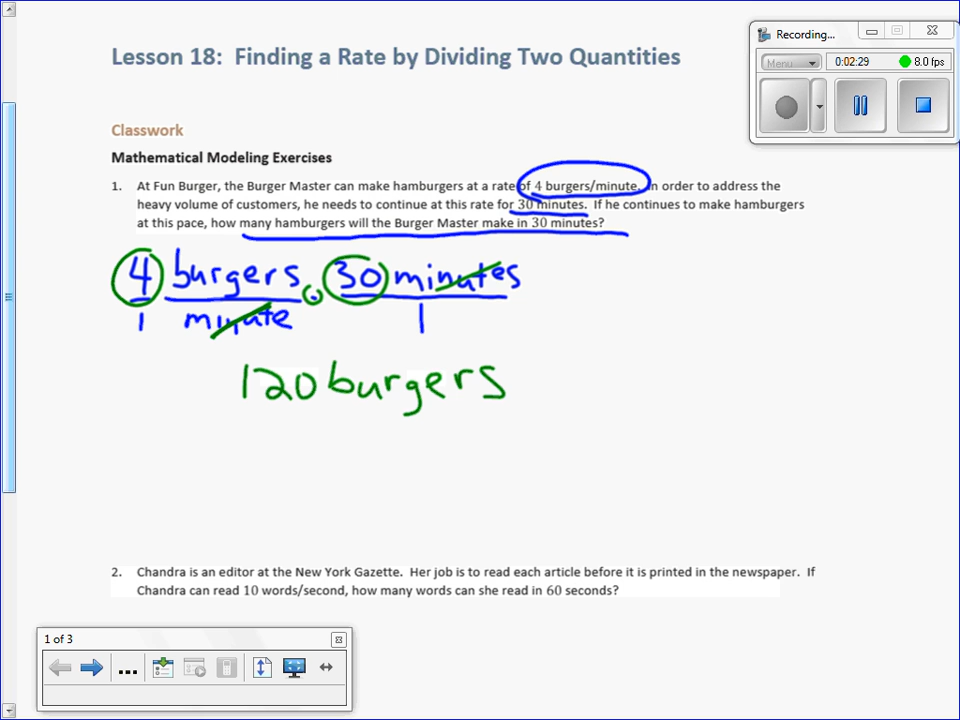 Lesson 18: Finding a Rate by Dividing Two Quantities
Recording...
Menu
0:02:29
8.0 fps
Classwork
Mathematical Modeling Exercises
1. At Fun Burger, the Burger Master can make hamburgers at a rate of 4 burgers/minute. In order to address the
heavy volume of customers, he needs to continue at this rate for 30 minutes. If he continues to make hamburgers
at this pace, how many hamburgers will the Burger Master make in 30 minutes?
4 burgers . 30 minutes
1 minute 1
120 burgers
2. Chandra is an editor at the New York Gazette. Her job is to read each article before it is printed in the newspaper. If
Chandra can read 10 words/second, how many words can she read in 60 seconds?
1 of 3